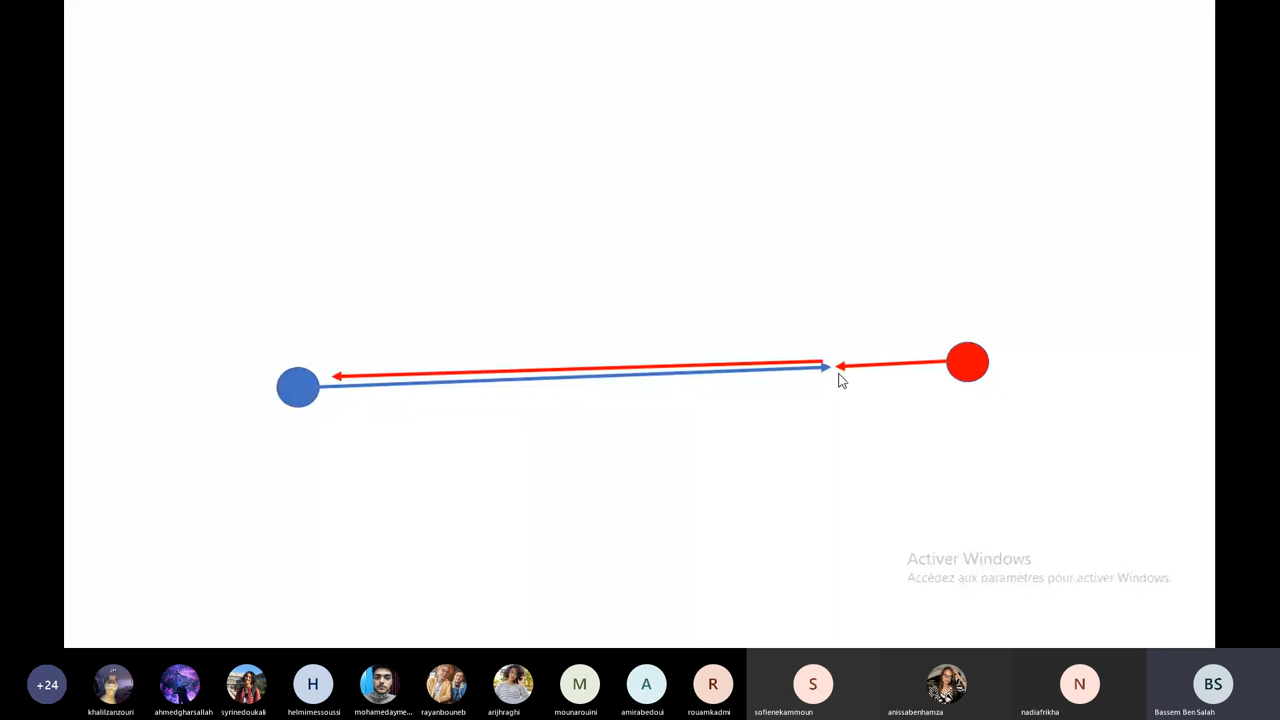 Activer Windows
Accédez aux paramètres pour activer Windows.
+24
H
M
A
R
S
N
BS
khalilzanzouri
ahmedgharsallah
syrinedoukali
helmimessoussi
mohamedayme...
rayanbouneb
arijhraghi
mounarouini
amirabedoui
rouamkadmi
sofienekammoun
anissabenhamza
nadiafrikha
Bassem Ben Salah